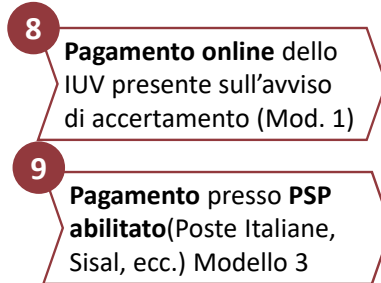 8
Pagamento online dello
IUV presente sull’avviso
di accertamento (Mod. 1)
9
Pagamento presso PSP
abilitato(Poste Italiane,
Sisal, ecc.) Modello 3